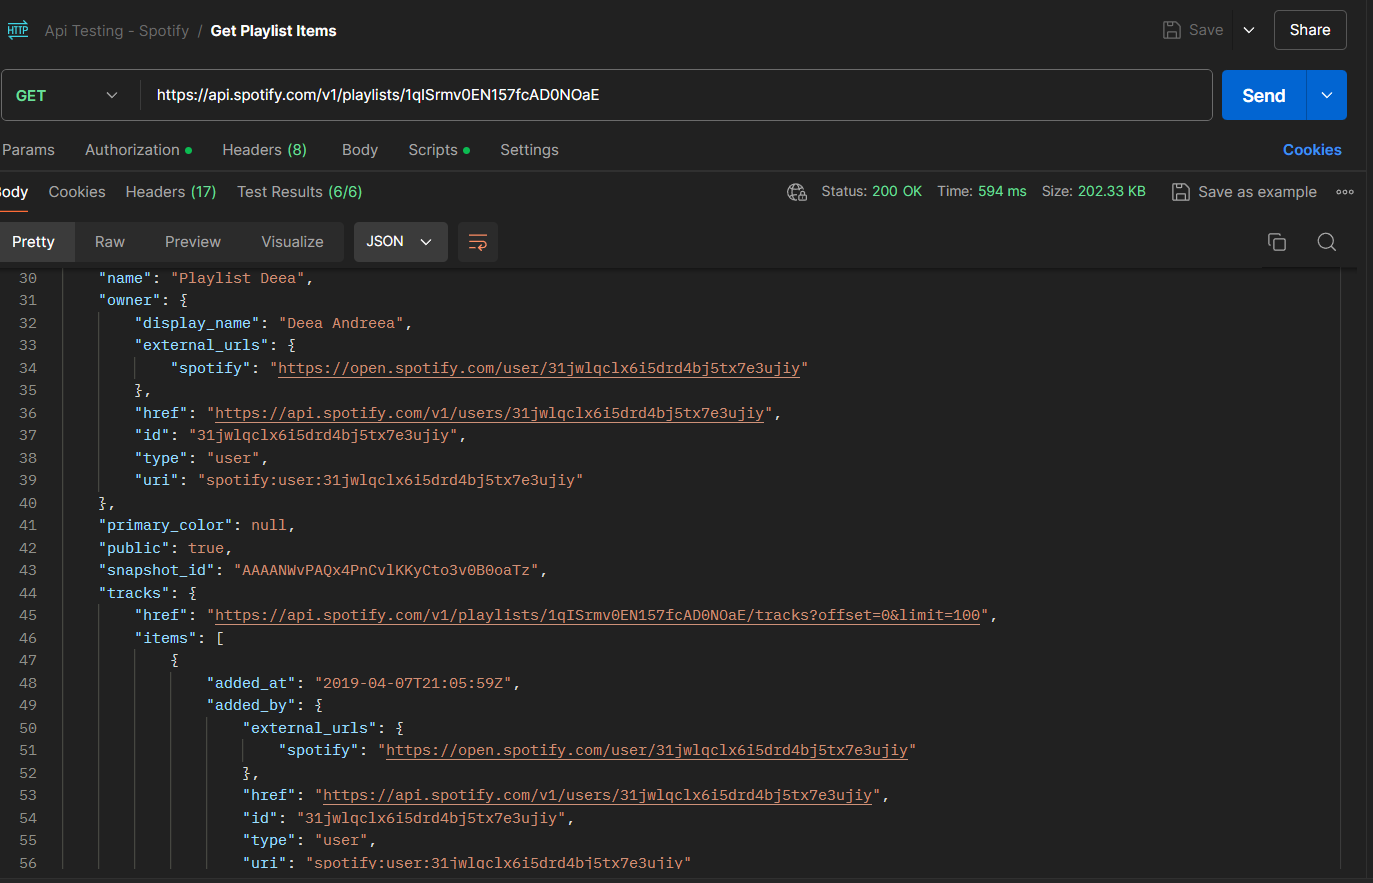 HTTP Api Testing - Spotify / Get Playlist Items Save Share
GET https://api.spotify.com/v1/playlists/1qISrmv0EN157fcAD0NOaE Send
Params Authorization Headers (8) Body Scripts Settings Cookies
Body Cookies Headers (17) Test Results (6/6) Status: 200 OK Time: 594 ms Size: 202.33 KB Save as example
Pretty Raw Preview Visualize JSON
30 "name": "Playlist Deea",
31 "owner": {
32 "display_name": "Deea Andreea",
33 "external_urls": {
34 "spotify": "https://open.spotify.com/user/31jwlqclx6i5drd4bj5tx7e3ujiy"
35 },
36 "href": "https://api.spotify.com/v1/users/31jwlqclx6i5drd4bj5tx7e3ujiy",
37 "id": "31jwlqclx6i5drd4bj5tx7e3ujiy",
38 "type": "user",
39 "uri": "spotify:user:31jwlqclx6i5drd4bj5tx7e3ujiy"
40 },
41 "primary_color": null,
42 "public": true,
43 "snapshot_id": "AAAANWvPAQx4PnCvlKKyCto3v0B0oaTz",
44 "tracks": {
45 "href": "https://api.spotify.com/v1/playlists/1qISrmv0EN157fcAD0NOaE/tracks?offset=0&limit=100",
46 "items": [
47 {
48 "added_at": "2019-04-07T21:05:59Z",
49 "added_by": {
50 "external_urls": {
51 "spotify": "https://open.spotify.com/user/31jwlqclx6i5drd4bj5tx7e3ujiy"
52 },
53 "href": "https://api.spotify.com/v1/users/31jwlqclx6i5drd4bj5tx7e3ujiy",
54 "id": "31jwlqclx6i5drd4bj5tx7e3ujiy",
55 "type": "user",
56 "uri": "spotify:user:31jwlqclx6i5drd4bj5tx7e3ujiy"